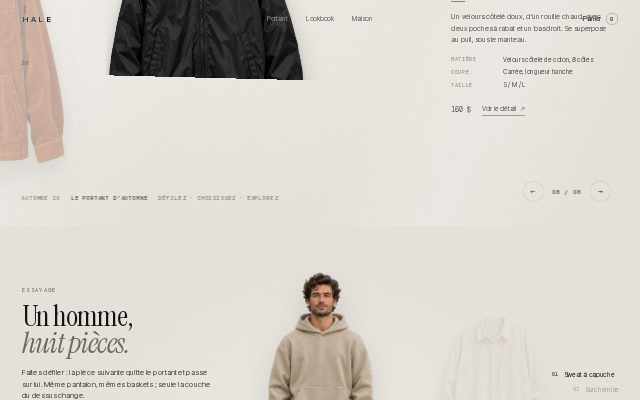 HALE
Portant Lookbook Maison
Panier 0
Un velours côtelé doux, d'un rouille chaud, avec
deux poches à rabat et un bas droit. Se superpose
au pull, sous le manteau.
MATIÈRE Velours côtelé de coton, 8 côtes
COUPE Carrée, longueur hanche
TAILLE S / M / L
160 $ Voir le détail ↗
AUTOMNE 26 LE PORTANT D'AUTOMNE DÉFILEZ · CHOISISSEZ · EXPLOREZ
← 08 / 08 →
ESSAYAGE
Un homme,
huit pièces.
Faites défiler : la pièce suivante quitte le portant et passe
sur lui. Même pantalon, mêmes baskets ; seule la couche
du dessus change.
01 Sweat à capuche
02 Surchemise